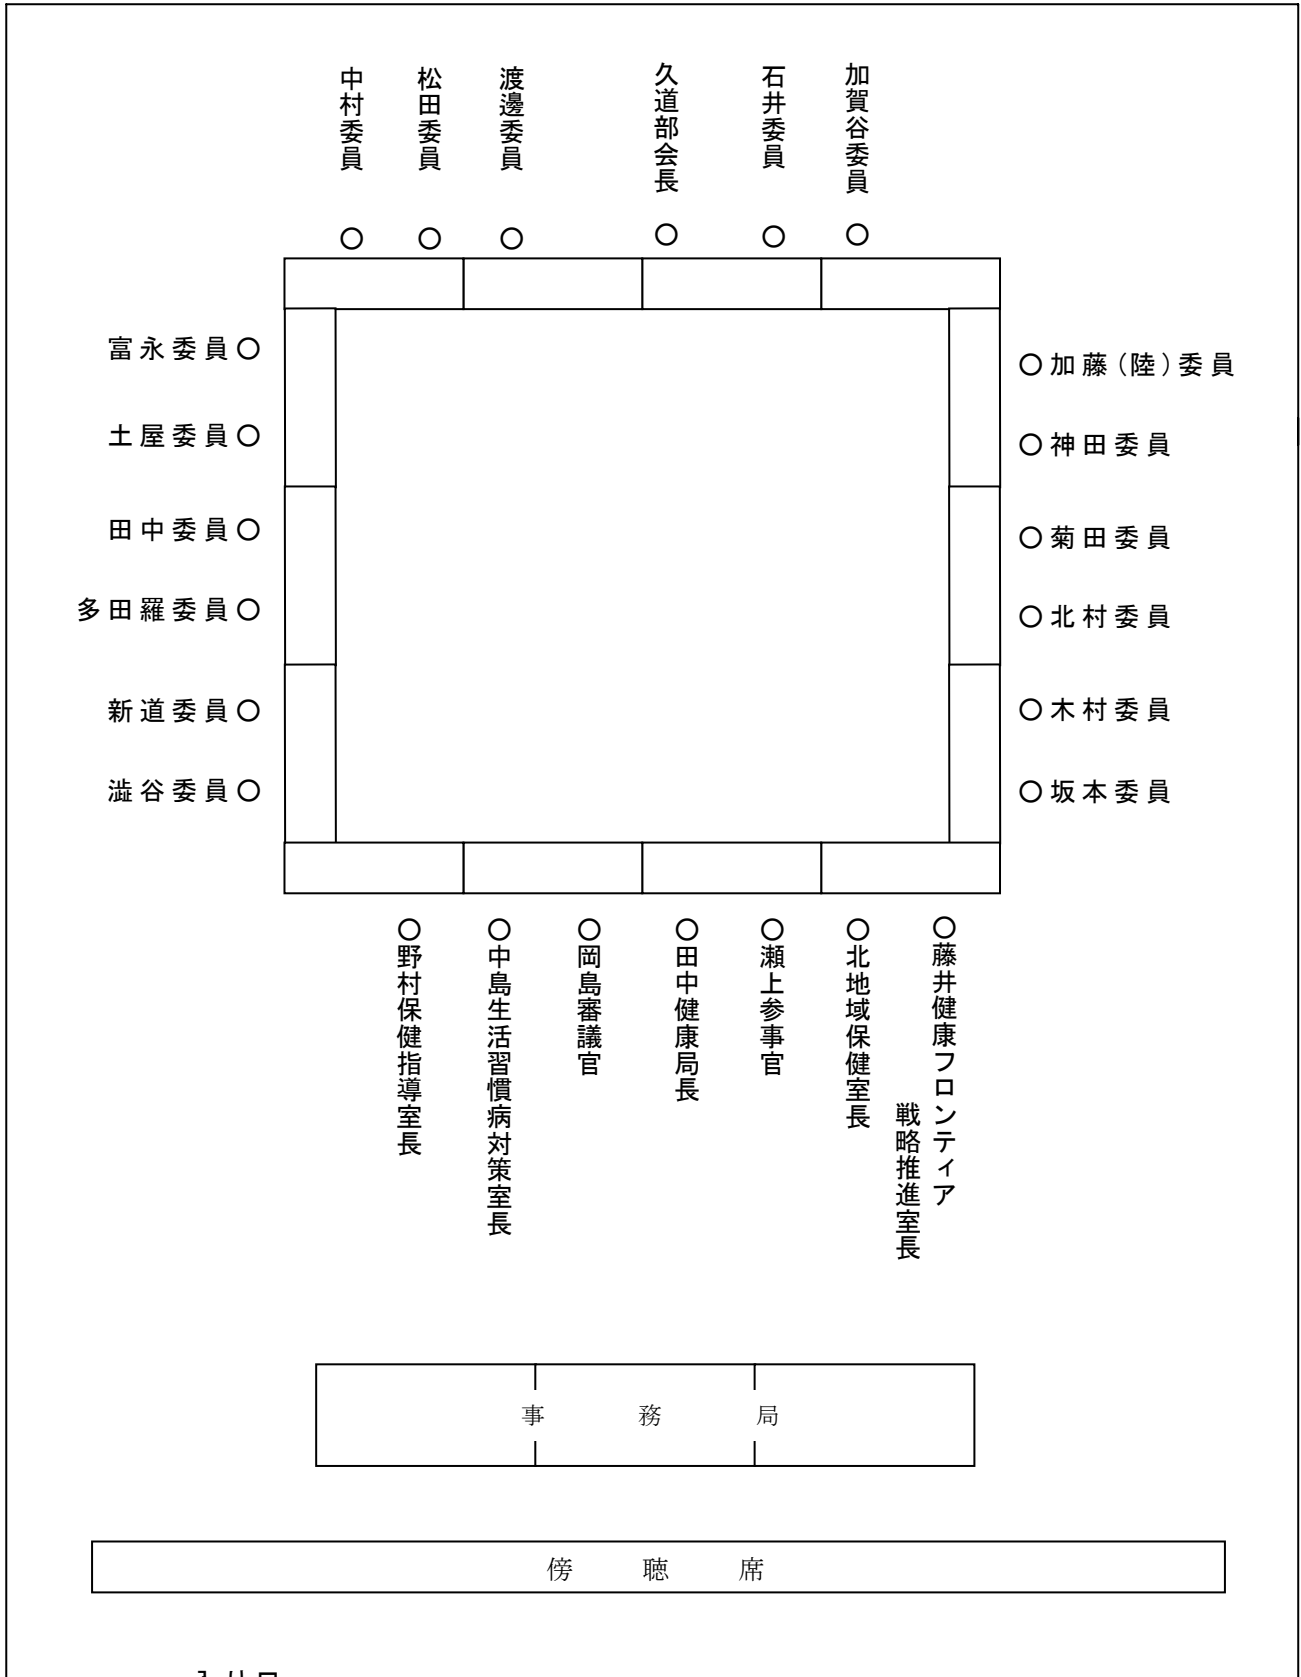 中村委員
松田委員
渡邊委員
久道部会長
石井委員
加賀谷委員
富永委員
土屋委員
田中委員
多田羅委員
新道委員
澁谷委員
加藤（陸）委員
神田委員
菊田委員
北村委員
木村委員
坂本委員
野村保健指導室長
中島生活習慣病対策室長
岡島審議官
田中健康局長
瀬上参事官
北地域保健室長
藤井健康フロンティア
戦略推進室長
事務局
傍聴席